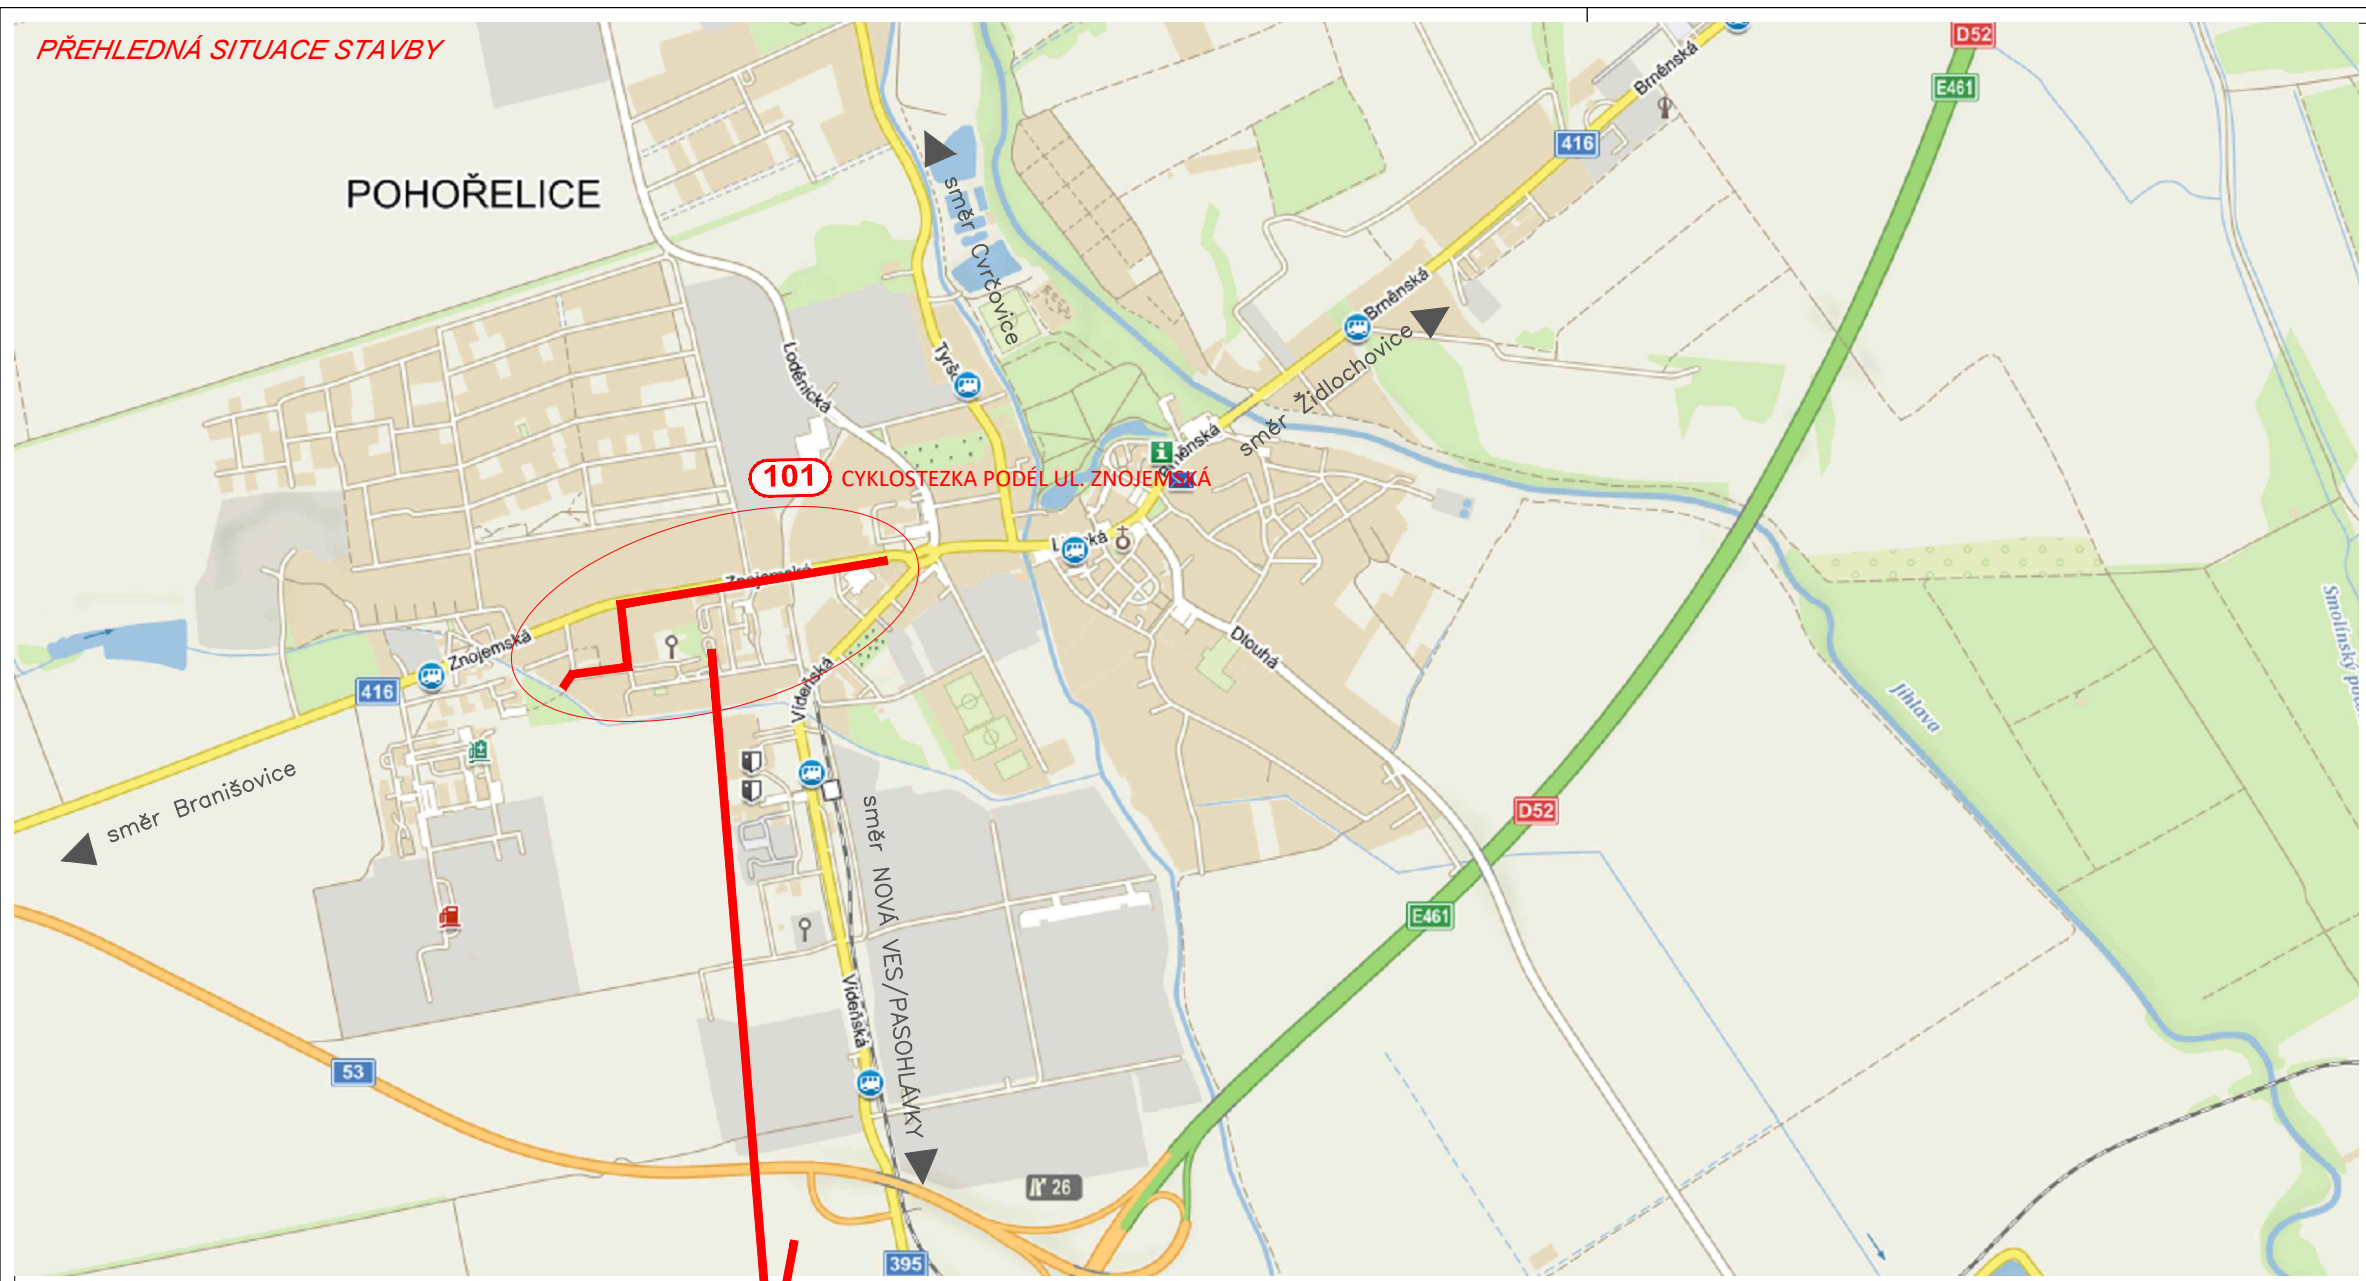 PŘEHLEDNÁ SITUACE STAVBY
D52
Brněnská
E461
416
POHOŘELICE
směr Cvrčovice
Brněnská
směr Židlochovice
Loděnická
Brněnská
101 CYKLOSTEZKA PODÉL UL. ZNOJEMSKÁ
Znojemská
Znojemská
416
Vídeňská
Dlouhá
Smolínský
Jihlava
směr Branišovice
směr NOVÁ VES/PASOHLÁVKY
D52
E461
Vídeňská
53
26
395